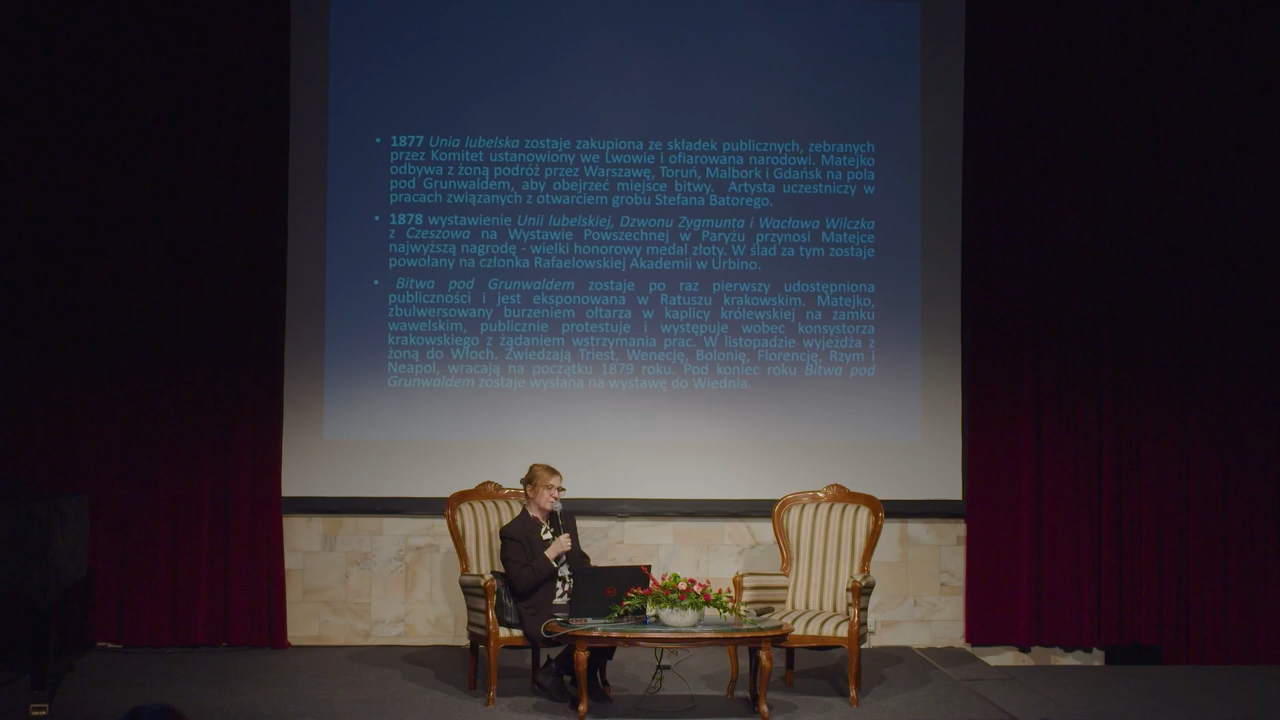 • 1877 Unia lubelska zostaje zakupiona ze składek publicznych, zebranych
przez Komitet ustanowiony we Lwowie i ofiarowana narodowi. Matejko
odbywa z żoną podróż przez Warszawę, Toruń, Malbork i Gdańsk na pola
pod Grunwaldem, aby obejrzeć miejsce bitwy. Artysta uczestniczy w
pracach związanych z otwarciem grobu Stefana Batorego.
• 1878 wystawienie Unii lubelskiej, Dzwonu Zygmunta i Wacława Wilczka
z Czeszowa na Wystawie Powszechnej w Paryżu przynosi Matejce
najwyższą nagrodę - wielki honorowy medal złoty. W ślad za tym zostaje
powołany na członka Rafaelowskiej Akademii w Urbino.
• Bitwa pod Grunwaldem zostaje po raz pierwszy udostępniona
publiczności i jest eksponowana w Ratuszu krakowskim. Matejko,
zbulwersowany burzeniem ołtarza w kaplicy królewskiej na zamku
wawelskim, publicznie protestuje i występuje wobec konsystorza
krakowskiego z żądaniem wstrzymania prac. W listopadzie wyjeżdża z
żoną do Włoch. Zwiedzają Triest, Wenecję, Bolonię, Florencję, Rzym i
Neapol, wracają na początku 1879 roku. Pod koniec roku Bitwa pod
Grunwaldem zostaje wysłana na wystawę do Wiednia.